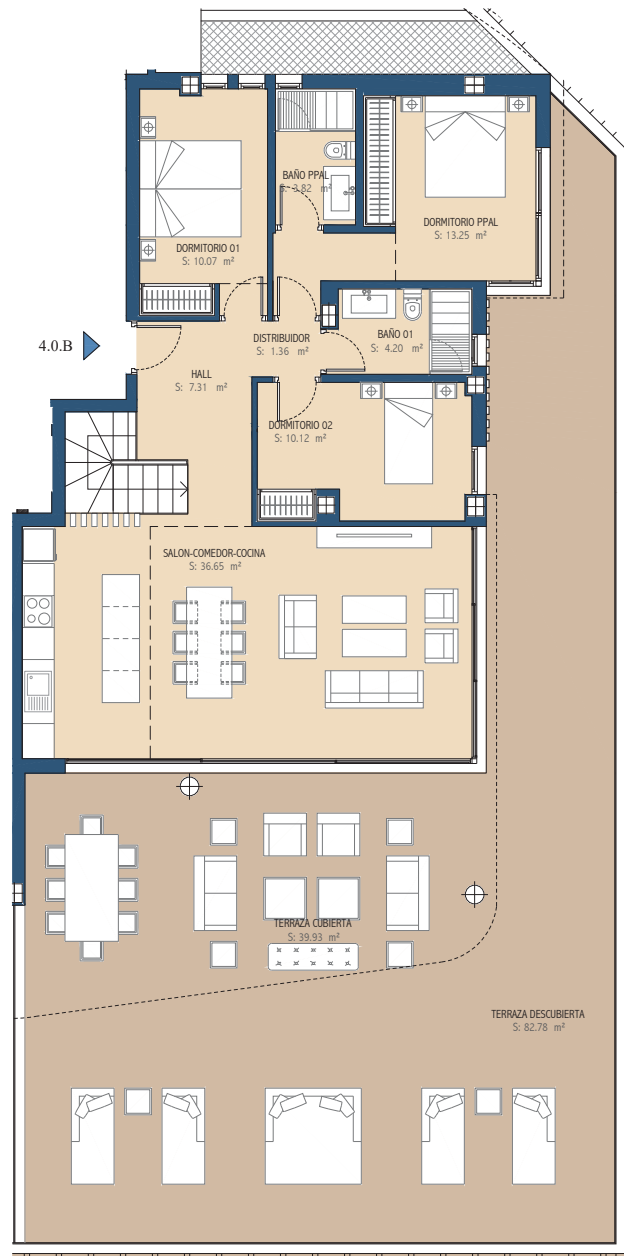 BAÑO PPAL
S: 3.82 m²
DORMITORIO PPAL
S: 13.25 m²
DORMITORIO 01
S: 10.07 m²
4.0.B
DISTRIBUIDOR
S: 1.36 m²
BAÑO 01
S: 4.20 m²
HALL
S: 7.31 m²
DORMITORIO 02
S: 10.12 m²
SALON-COMEDOR-COCINA
S: 36.65 m²
TERRAZA CUBIERTA
S: 39.93 m²
TERRAZA DESCUBIERTA
S: 82.78 m²